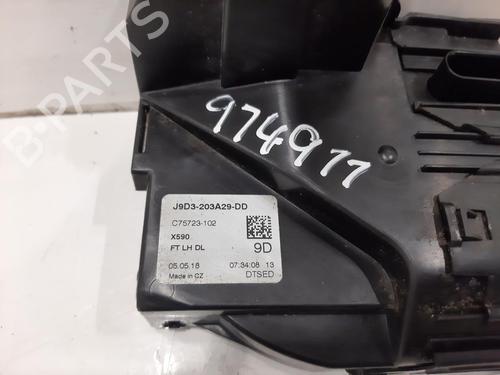 974911
J9D3-203A29-DD
C75723-102
X590
FT LH DL
9D
05.05.18 07:34:08 13
Made in CZ DTSED
B-PARTS